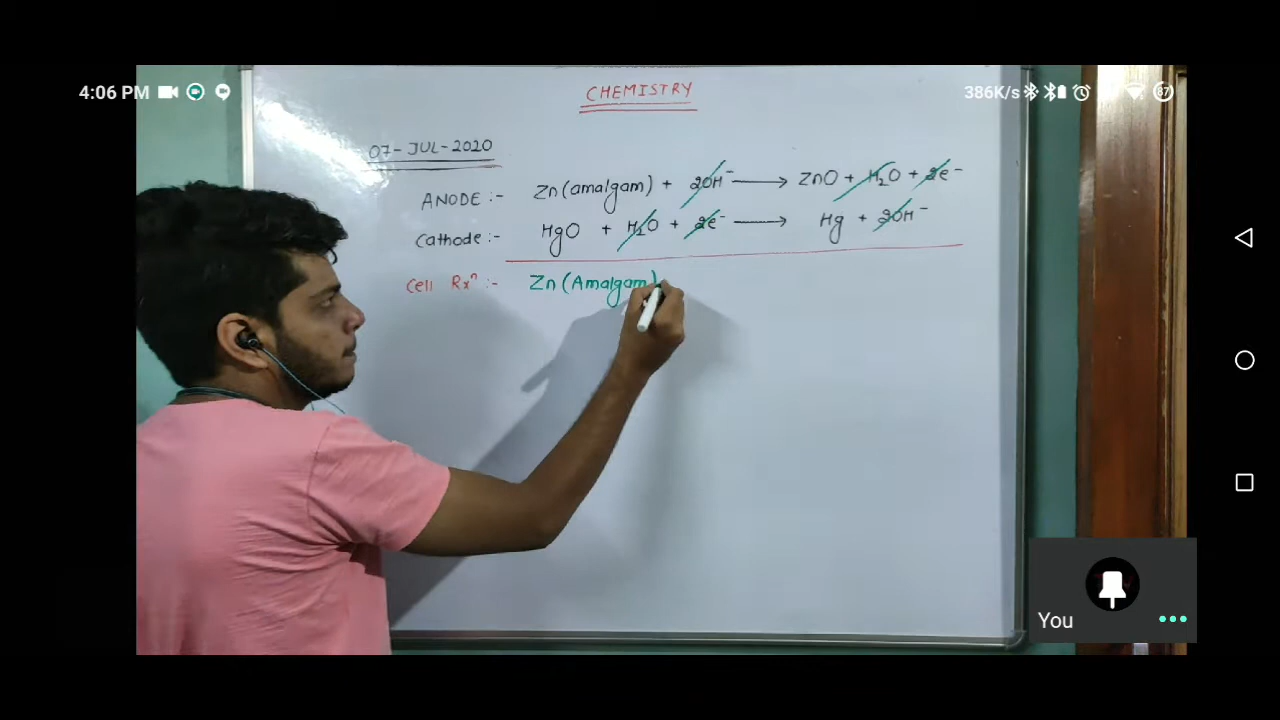 4:06 PM 386K/s 87
CHEMISTRY
07-JUL-2020
ANODE :- Zn(amalgam) + 2OH⁻ ⟶ ZnO + H₂O + 2e⁻
Cathode :- HgO + H₂O + 2e⁻ ⟶ Hg + 2OH⁻
Cell Rxⁿ :- Zn(Amalgam)
You